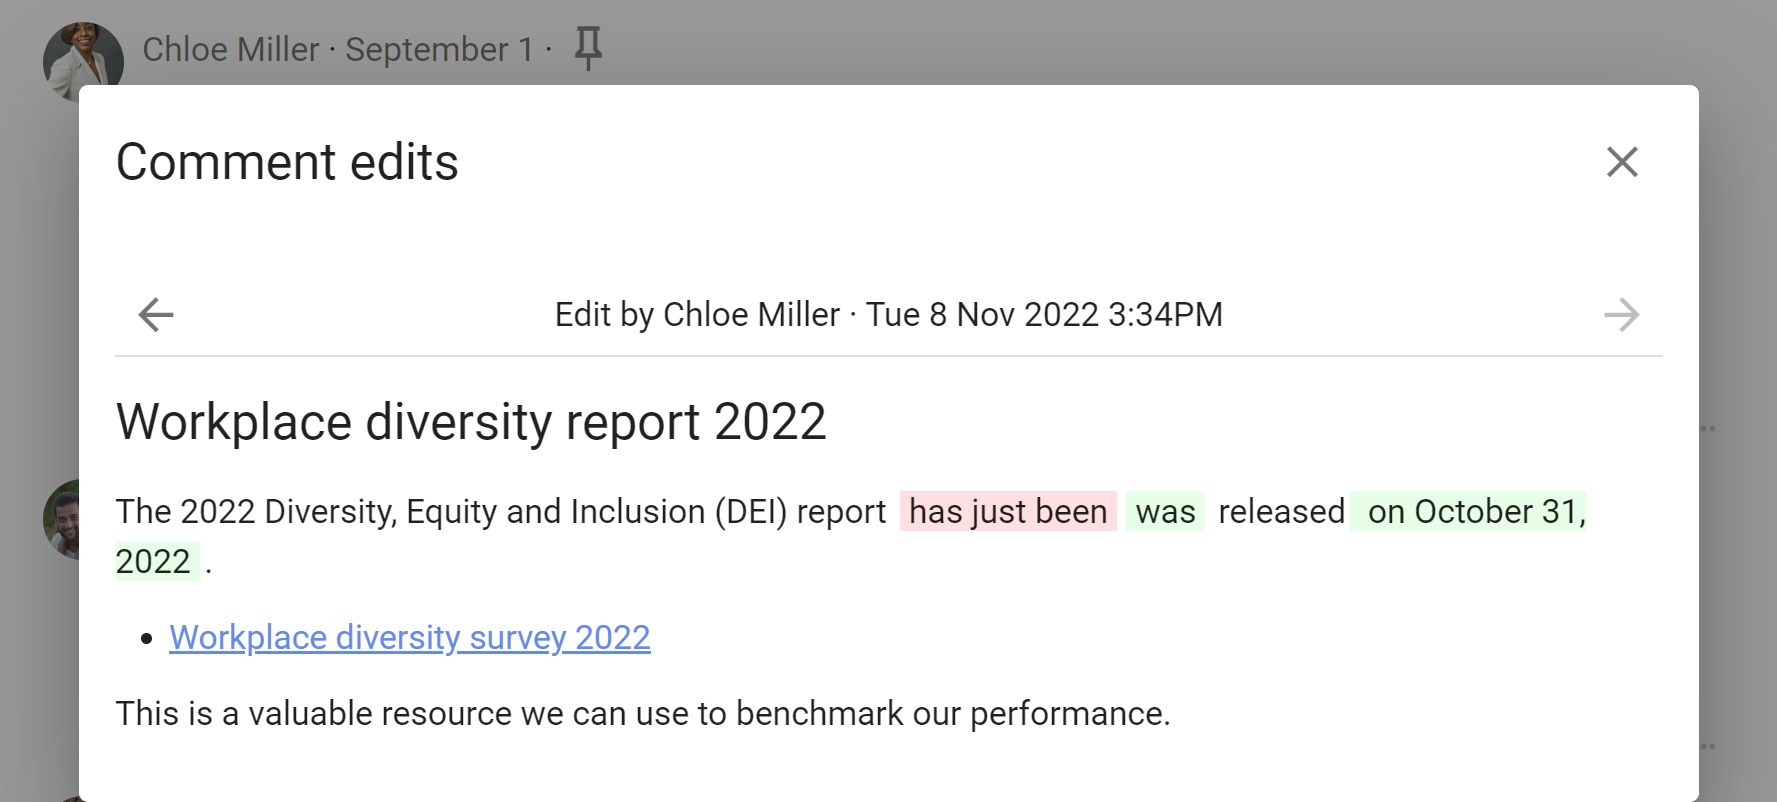 Chloe Miller · September 1 ·
Comment edits
Edit by Chloe Miller · Tue 8 Nov 2022 3:34PM
Workplace diversity report 2022
The 2022 Diversity, Equity and Inclusion (DEI) report has just been was released on October 31,
2022 .
• Workplace diversity survey 2022
This is a valuable resource we can use to benchmark our performance.